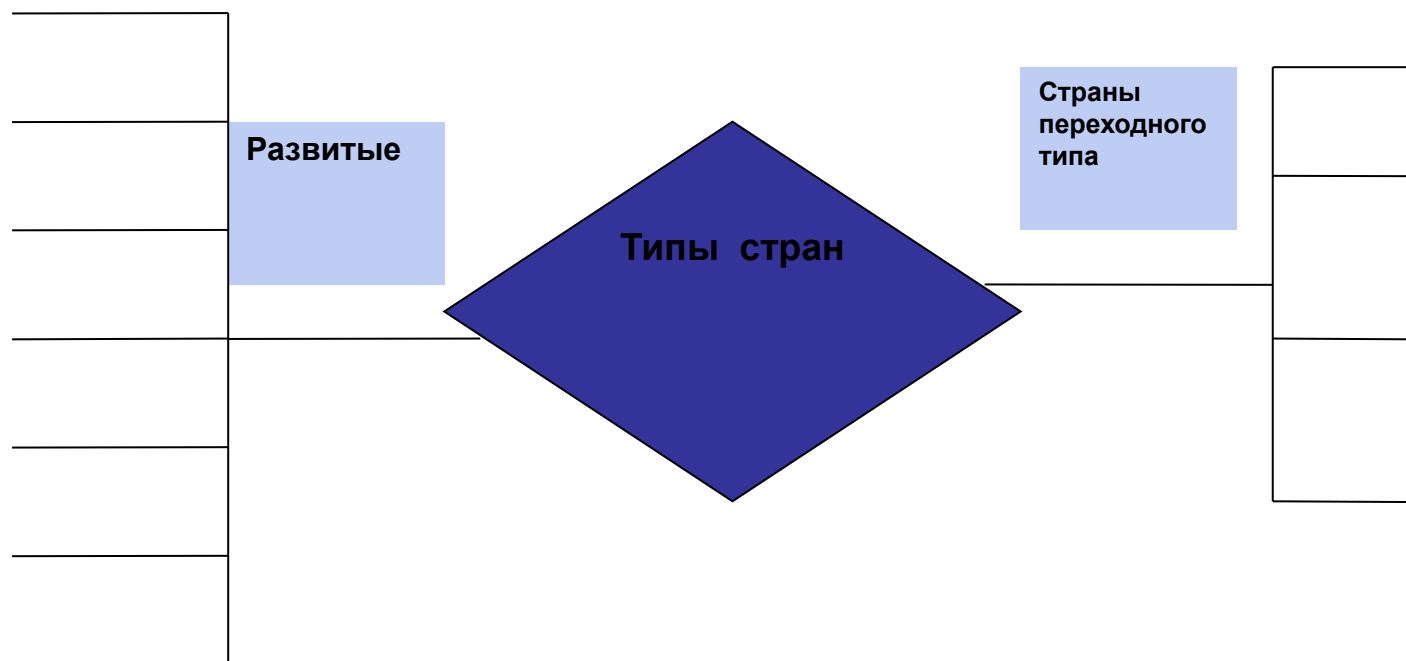 Развитые
Типы стран
Страны
переходного
типа